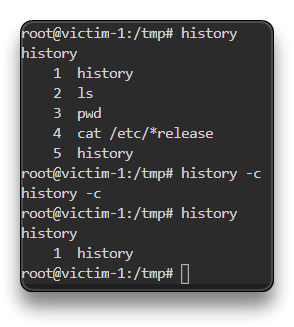 root@victim-1:/tmp# history
history
    1  history
    2  ls
    3  pwd
    4  cat /etc/*release
    5  history
root@victim-1:/tmp# history -c
history -c
root@victim-1:/tmp# history
history
    1  history
root@victim-1:/tmp#